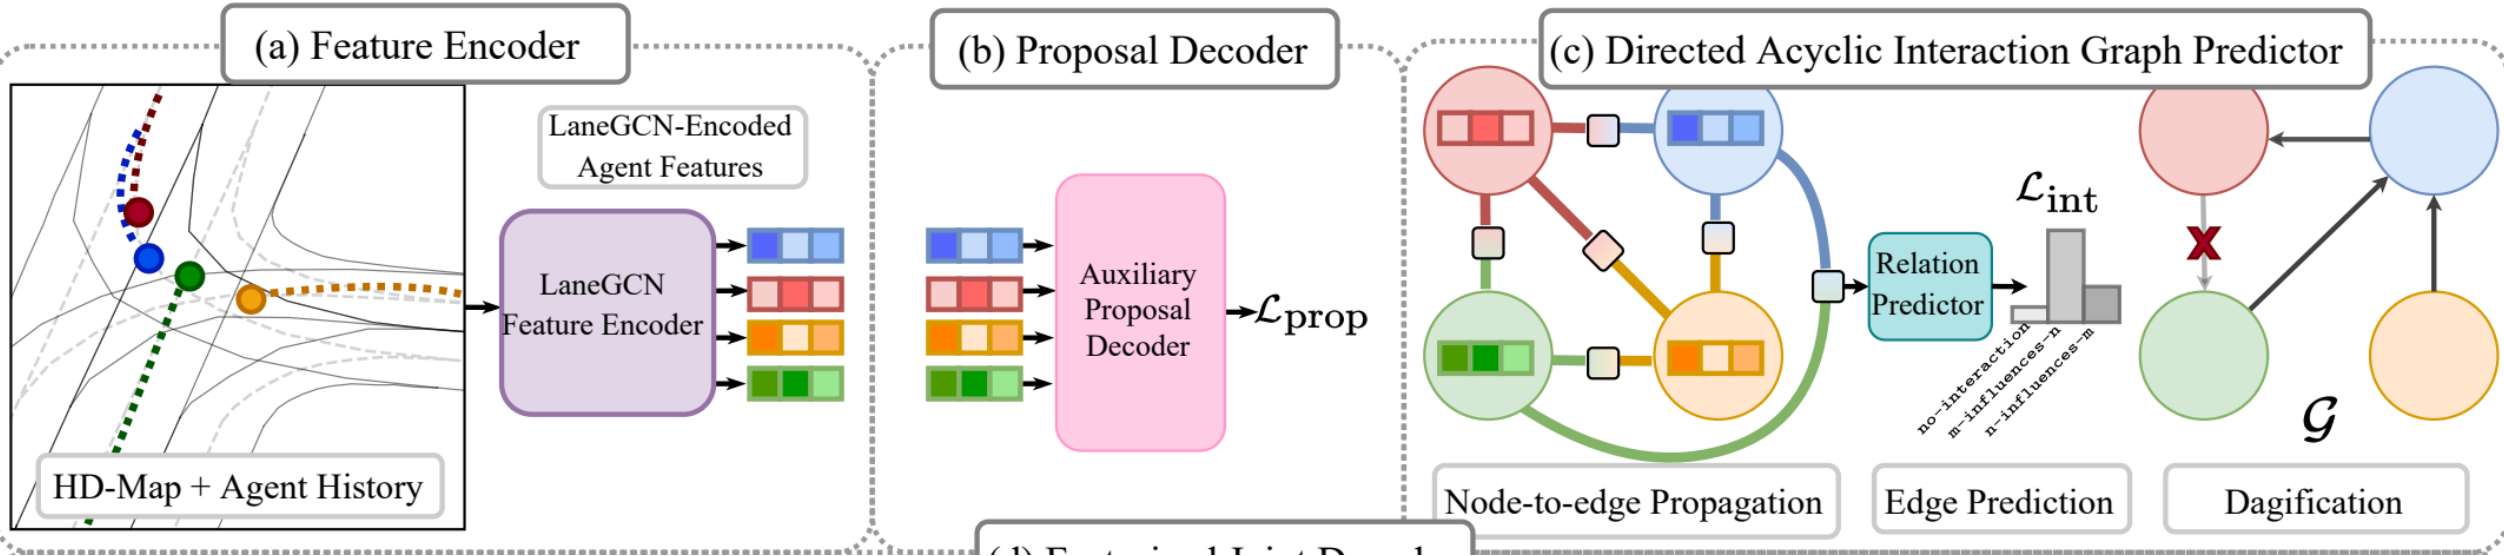 (a) Feature Encoder
LaneGCN-Encoded
Agent Features
LaneGCN
Feature Encoder
HD-Map + Agent History
(b) Proposal Decoder
Auxiliary
Proposal
Decoder
ℒprop
(c) Directed Acyclic Interaction Graph Predictor
Relation
Predictor
ℒint
no-interaction
m-influences-n
n-influences-m
X
𝒢
Node-to-edge Propagation
Edge Prediction
Dagification